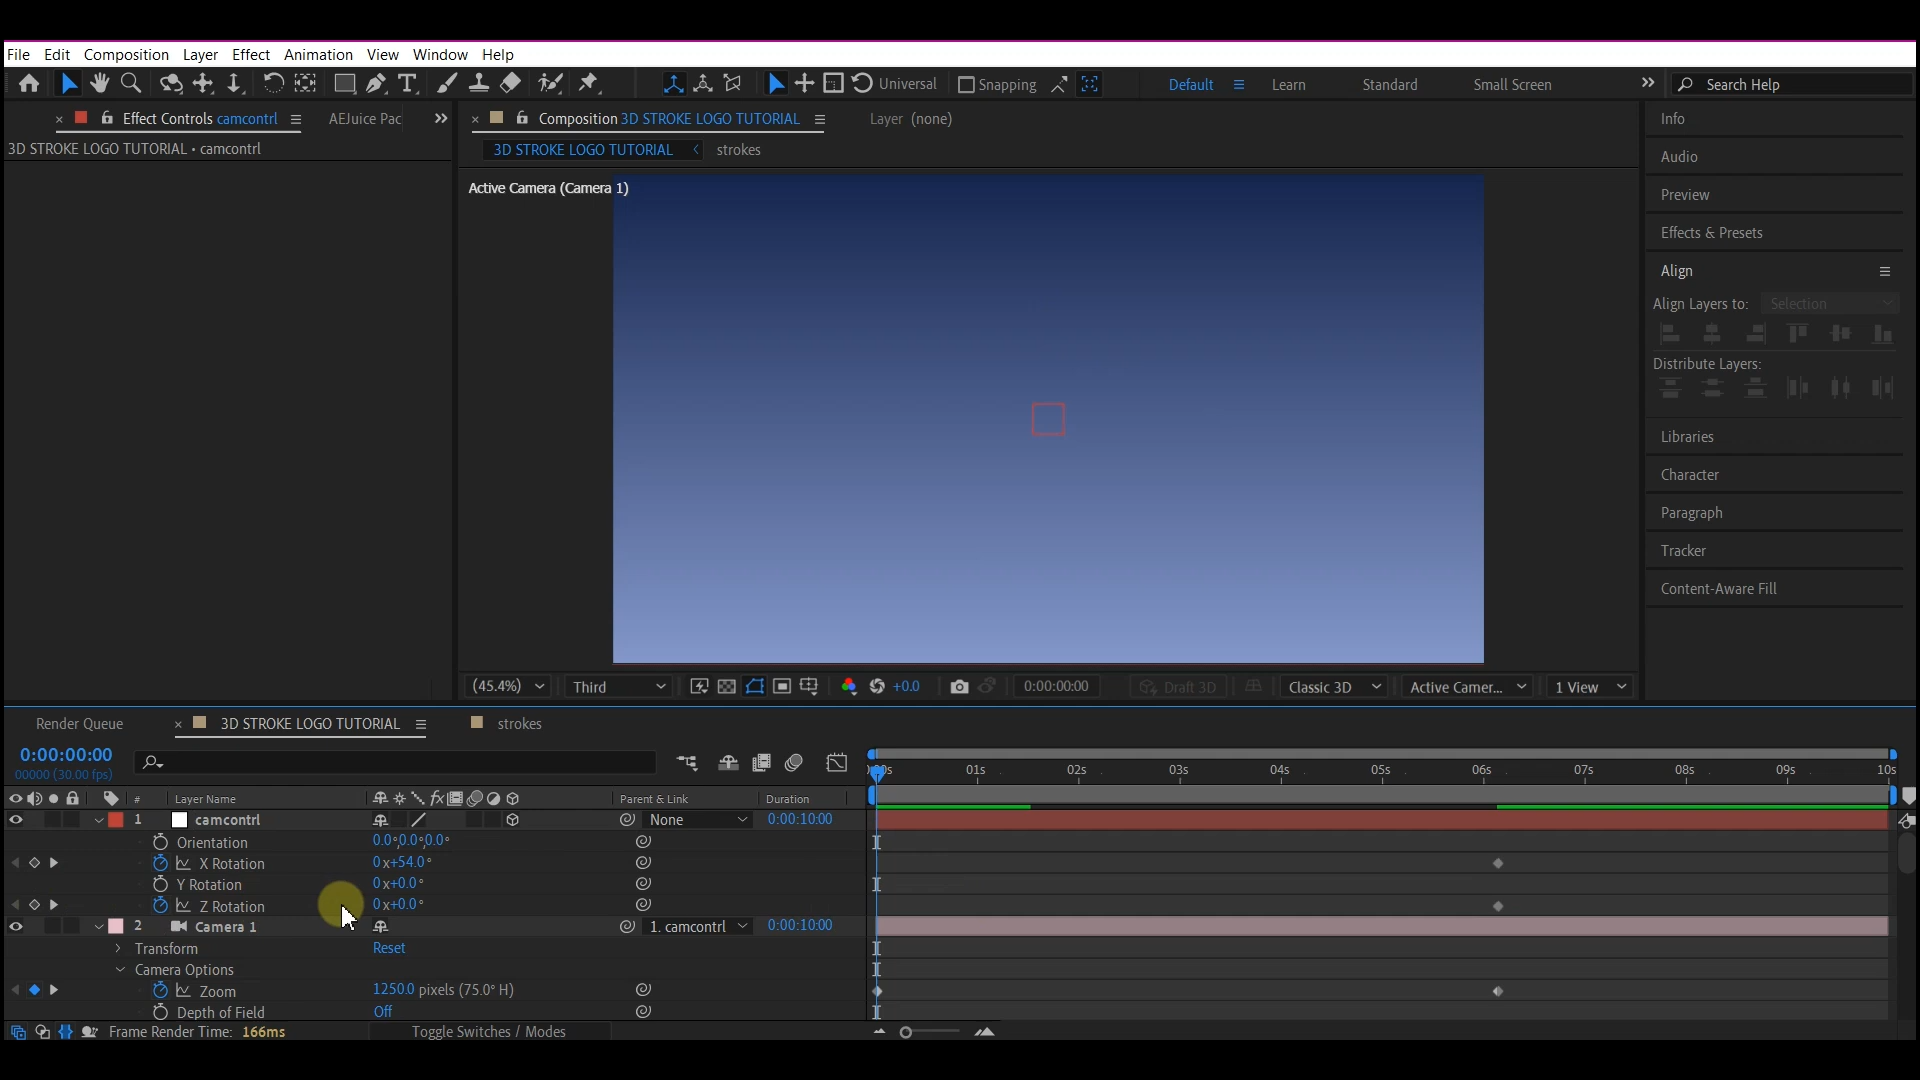 File Edit Composition Layer Effect Animation View Window Help
Universal Snapping Default Learn Standard Small Screen Search Help
Effect Controls camcontrl AEJuice Pac
Composition 3D STROKE LOGO TUTORIAL Layer (none)
3D STROKE LOGO TUTORIAL • camcontrl
3D STROKE LOGO TUTORIAL strokes
Active Camera (Camera 1)
Info
Audio
Preview
Effects & Presets
Align
Align Layers to: Selection
Distribute Layers:
Libraries
Character
Paragraph
Tracker
Content-Aware Fill
(45.4%) Third +0.0 0:00:00:00 Draft 3D Classic 3D Active Camer... 1 View
Render Queue 3D STROKE LOGO TUTORIAL strokes
0:00:00:00
00000 (30.00 fps)
01s 02s 03s 04s 05s 06s 07s 08s 09s 10s
# Layer Name Parent & Link Duration
1 camcontrl None 0:00:10:00
Orientation 0.0°,0.0°,0.0°
X Rotation 0x+54.0°
Y Rotation 0x+0.0°
Z Rotation 0x+0.0°
2 Camera 1 1. camcontrl 0:00:10:00
Transform Reset
Camera Options
Zoom 1250.0 pixels (75.0° H)
Depth of Field Off
Frame Render Time: 166ms Toggle Switches / Modes